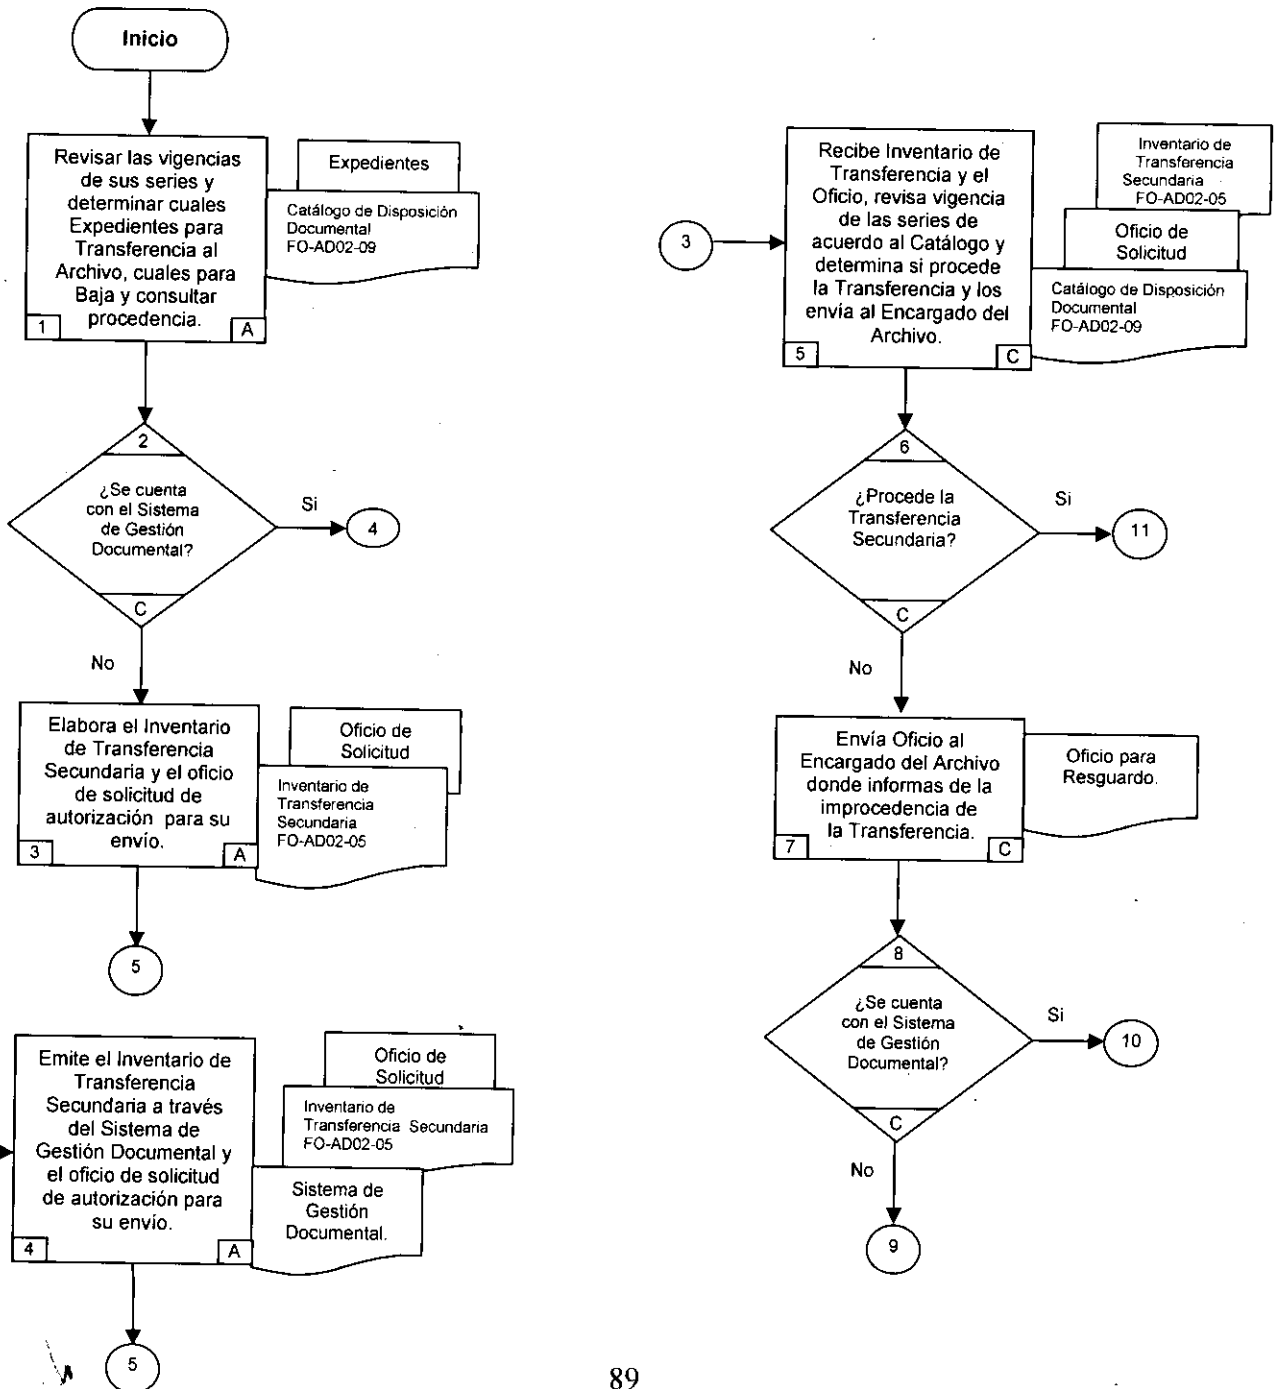 Inicio
Revisar las vigencias
de sus series y
determinar cuales
Expedientes para
Transferencia al
Archivo, cuales para
Baja y consultar
procedencia.
1
A
Expedientes
Catálogo de Disposición
Documental
FO-AD02-09
2
¿Se cuenta
con el Sistema
de Gestión
Documental?
C
Si
4
No
Elabora el Inventario
de Transferencia
Secundaria y el oficio
de solicitud de
autorización para su
envío.
3
A
Oficio de
Solicitud
Inventario de
Transferencia
Secundaria
FO-AD02-05
5
Emite el Inventario de
Transferencia
Secundaria a través
del Sistema de
Gestión Documental y
el oficio de solicitud
de autorización para
su envío.
4
A
Oficio de
Solicitud
Inventario de
Transferencia Secundaria
FO-AD02-05
Sistema de
Gestión
Documental.
5
3
Recibe Inventario de
Transferencia y el
Oficio, revisa vigencia
de las series de
acuerdo al Catálogo y
determina si procede
la Transferencia y los
envía al Encargado del
Archivo.
5
C
Inventario de
Transferencia
Secundaria
FO-AD02-05
Oficio de
Solicitud
Catálogo de Disposición
Documental
FO-AD02-09
6
¿Procede la
Transferencia
Secundaria?
C
Si
11
No
Envía Oficio al
Encargado del Archivo
donde informas de la
improcedencia de
la Transferencia.
7
C
Oficio para
Resguardo.
8
¿Se cuenta
con el Sistema
de Gestión
Documental?
C
Si
10
No
9
89